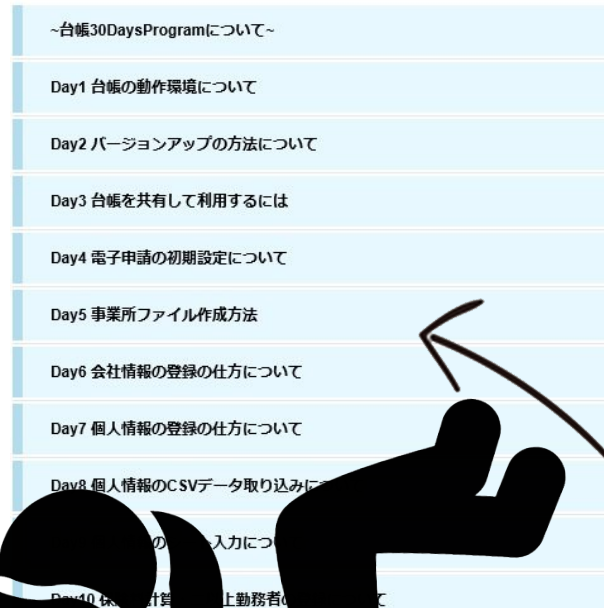 ~台帳30DaysProgramについて~
Day1 台帳の動作環境について
Day2 バージョンアップの方法について
Day3 台帳を共有して利用するには
Day4 電子申請の初期設定について
Day5 事業所ファイル作成方法
Day6 会社情報の登録の仕方について
Day7 個人情報の登録の仕方について
Day8 個人情報のCSVデータ取り込みに
の 入力につ
Day10 計算 上勤務者 て